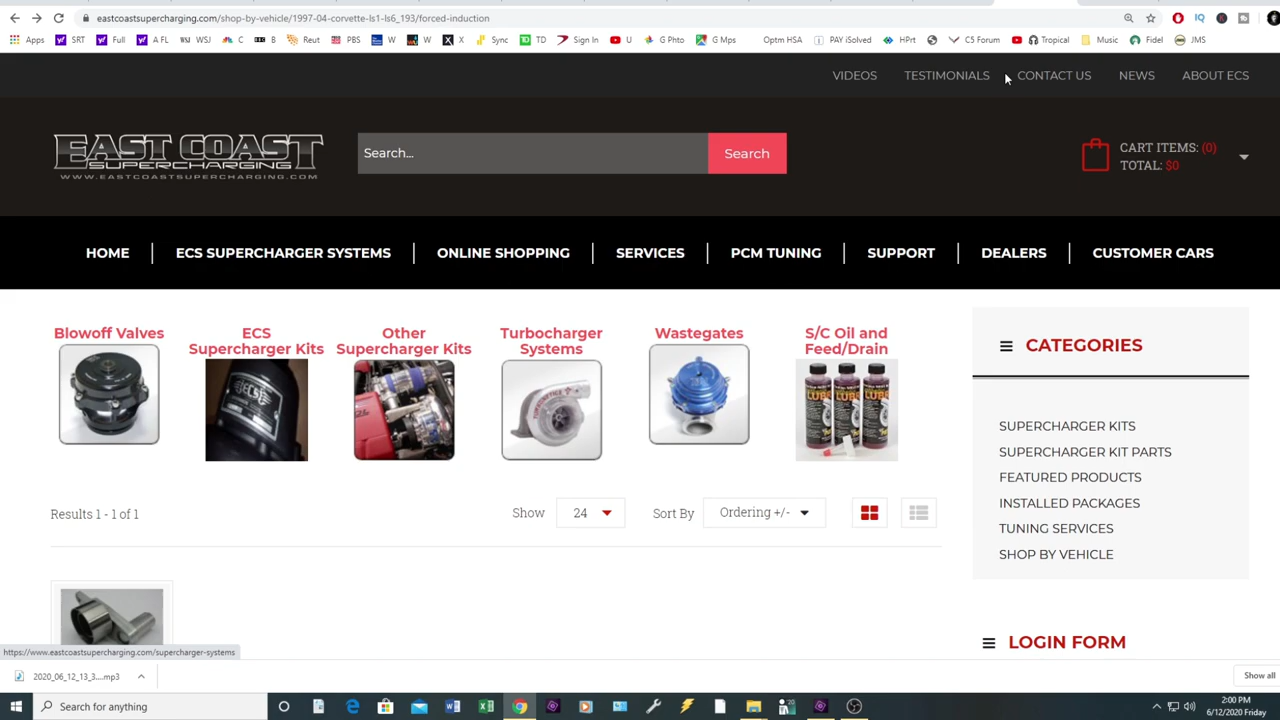 eastcoastsupercharging.com/shop-by-vehicle/1997-04-corvette-ls1-ls6_193/forced-induction
Apps SRT Full A FL WSJ C B Reut PBS W W X Sync TD Sign In U G Phto G Mps Optm HSA PAY iSolved HPrt C5 Forum Tropical Music Fidel JMS
VIDEOS TESTIMONIALS CONTACT US NEWS ABOUT ECS
EAST COAST
SUPERCHARGING
WWW.EASTCOASTSUPERCHARGING.COM
Search... Search
CART ITEMS: (0)
TOTAL: $0
HOME ECS SUPERCHARGER SYSTEMS ONLINE SHOPPING SERVICES PCM TUNING SUPPORT DEALERS CUSTOMER CARS
Blowoff Valves
ECS
Supercharger Kits
Other
Supercharger Kits
Turbocharger
Systems
Wastegates
S/C Oil and
Feed/Drain
ECS
LUBE LUBE LUBE
CATEGORIES
SUPERCHARGER KITS
SUPERCHARGER KIT PARTS
FEATURED PRODUCTS
INSTALLED PACKAGES
TUNING SERVICES
SHOP BY VEHICLE
Results 1 - 1 of 1
Show 24 Sort By Ordering +/-
LOGIN FORM
https://www.eastcoastsupercharging.com/supercharger-systems
2020_06_12_13_3....mp3
Show all
Search for anything
2:00 PM
6/12/2020 Friday